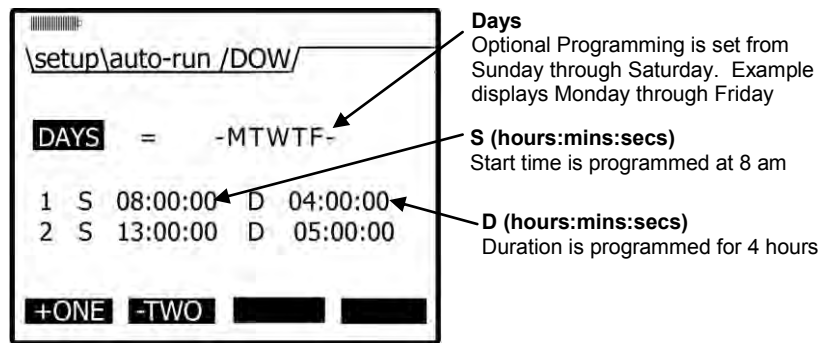 \setup\auto-run /DOW/
DAYS = -MTWTF-
1 S 08:00:00 D 04:00:00
2 S 13:00:00 D 05:00:00
+ONE -TWO
Days
Optional Programming is set from
Sunday through Saturday. Example
displays Monday through Friday
S (hours:mins:secs)
Start time is programmed at 8 am
D (hours:mins:secs)
Duration is programmed for 4 hours